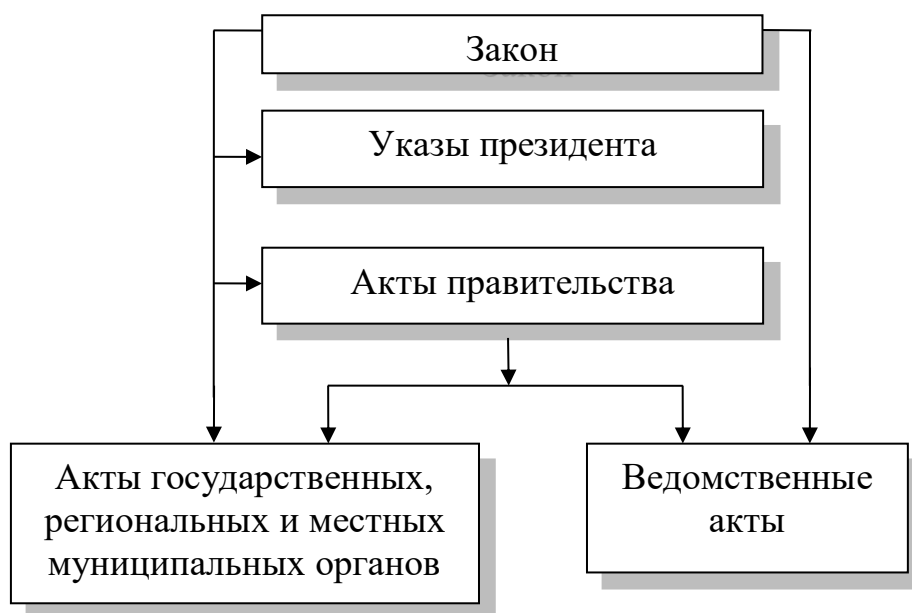 Закон
Указы президента
Акты правительства
Акты государственных,
региональных и местных
муниципальных органов
Ведомственные
акты